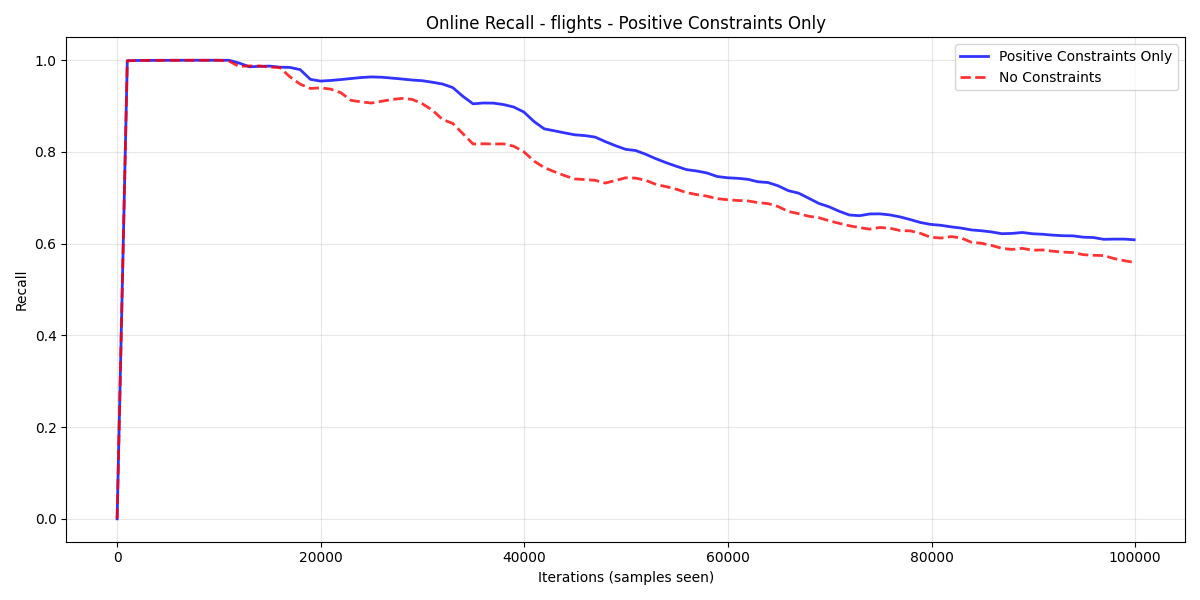 Online Recall - flights - Positive Constraints Only
Positive Constraints Only
No Constraints
1.0
0.8
0.6
0.4
0.2
0.0
Recall
0 20000 40000 60000 80000 100000
Iterations (samples seen)